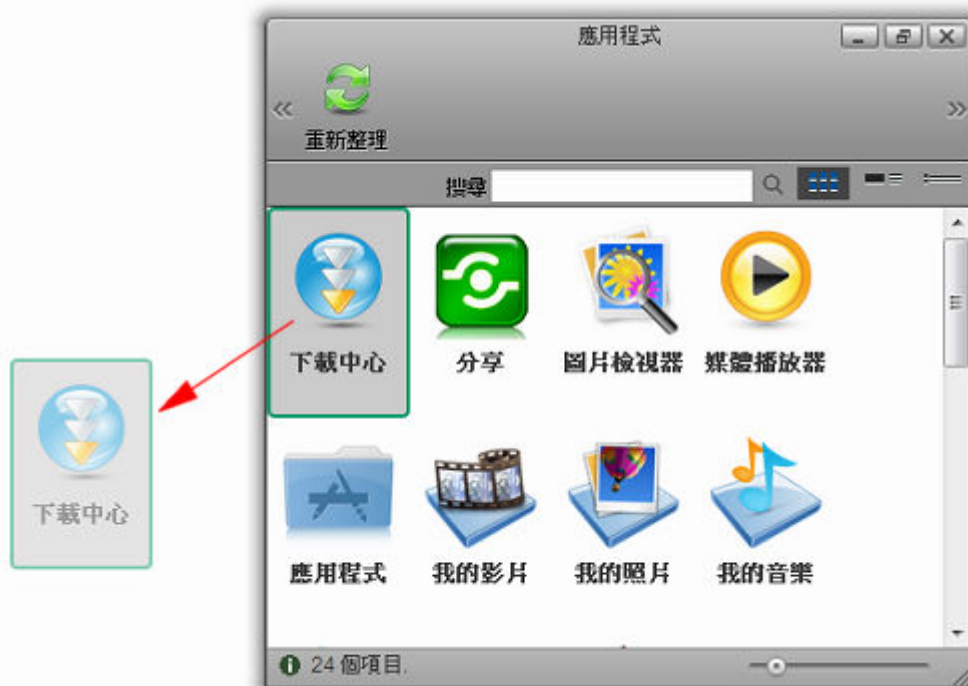 應用程式
重新整理
搜尋
下載中心 分享 圖片檢視器 媒體播放器
下載中心
應用程式 我的影片 我的照片 我的音樂
24 個項目.